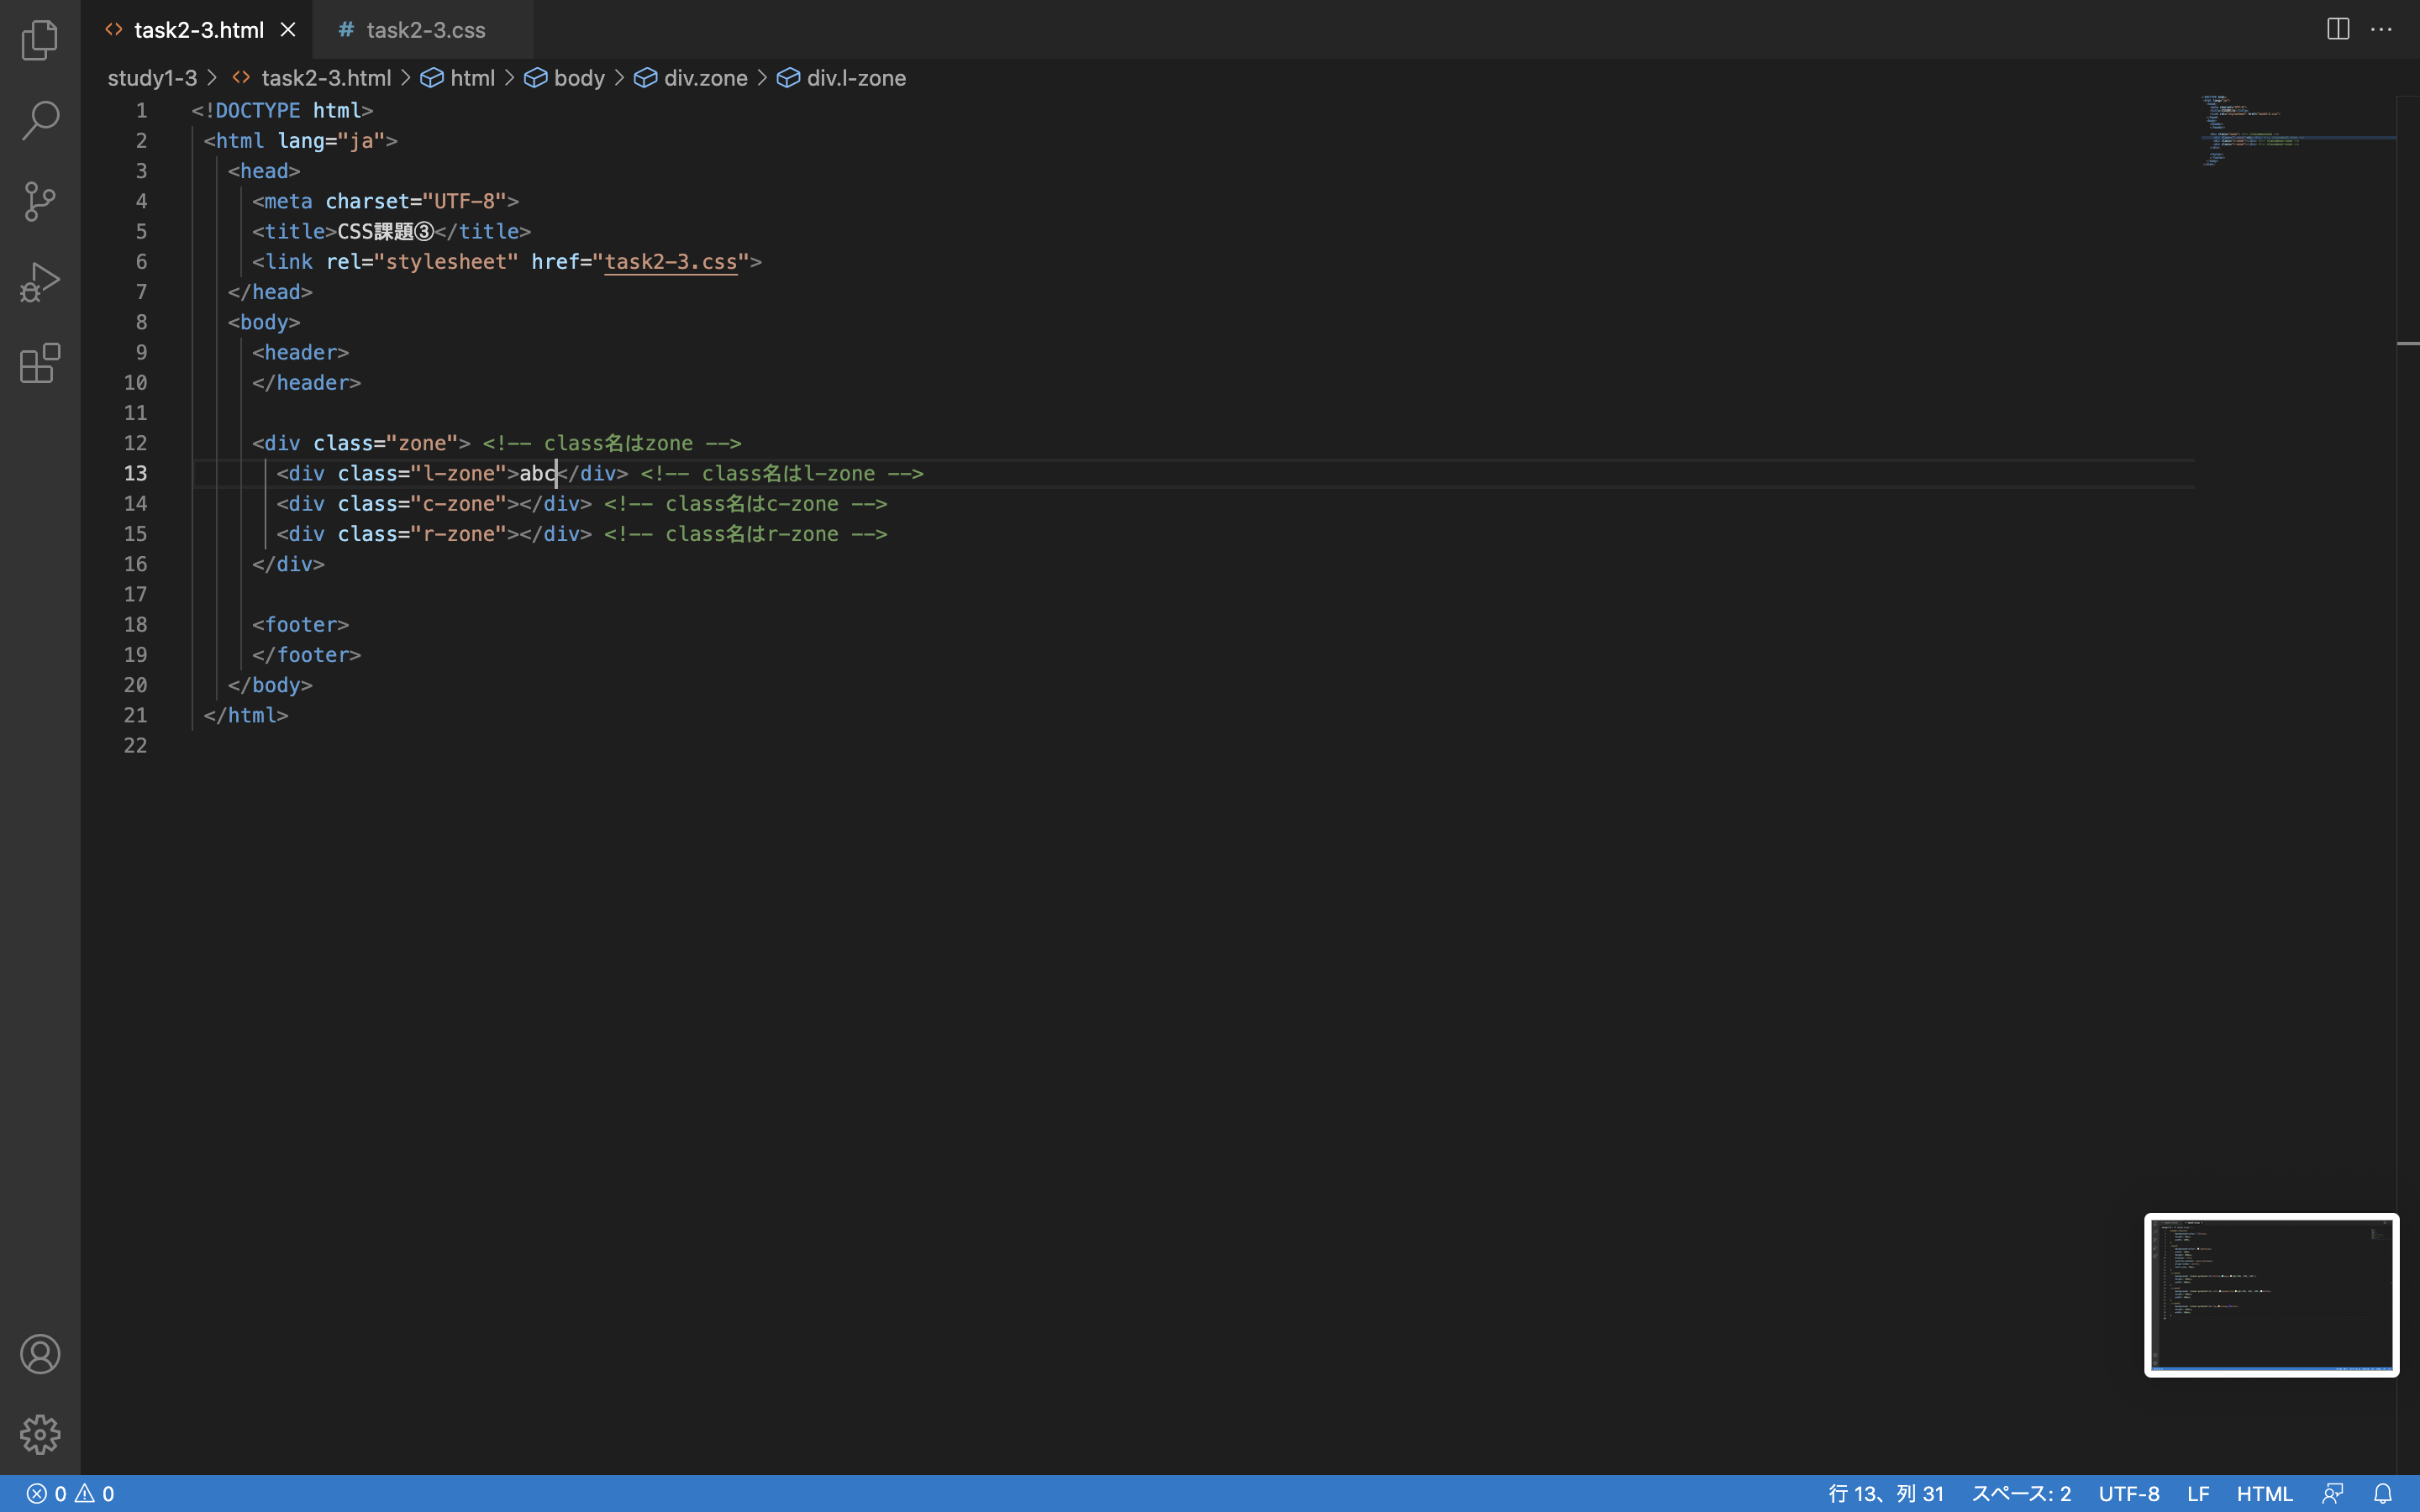 task2-3.html
# task2-3.css
study1-3 > task2-3.html > html > body > div.zone > div.l-zone
1 <!DOCTYPE html>
2 <html lang="ja">
3 <head>
4 <meta charset="UTF-8">
5 <title>CSS課題③</title>
6 <link rel="stylesheet" href="task2-3.css">
7 </head>
8 <body>
9 <header>
10 </header>
11
12 <div class="zone"> <!-- class名はzone -->
13 <div class="l-zone">abc</div> <!-- class名はl-zone -->
14 <div class="c-zone"></div> <!-- class名はc-zone -->
15 <div class="r-zone"></div> <!-- class名はr-zone -->
16 </div>
17
18 <footer>
19 </footer>
20 </body>
21 </html>
22
0 0 行 13、列 31 スペース: 2 UTF-8 LF HTML